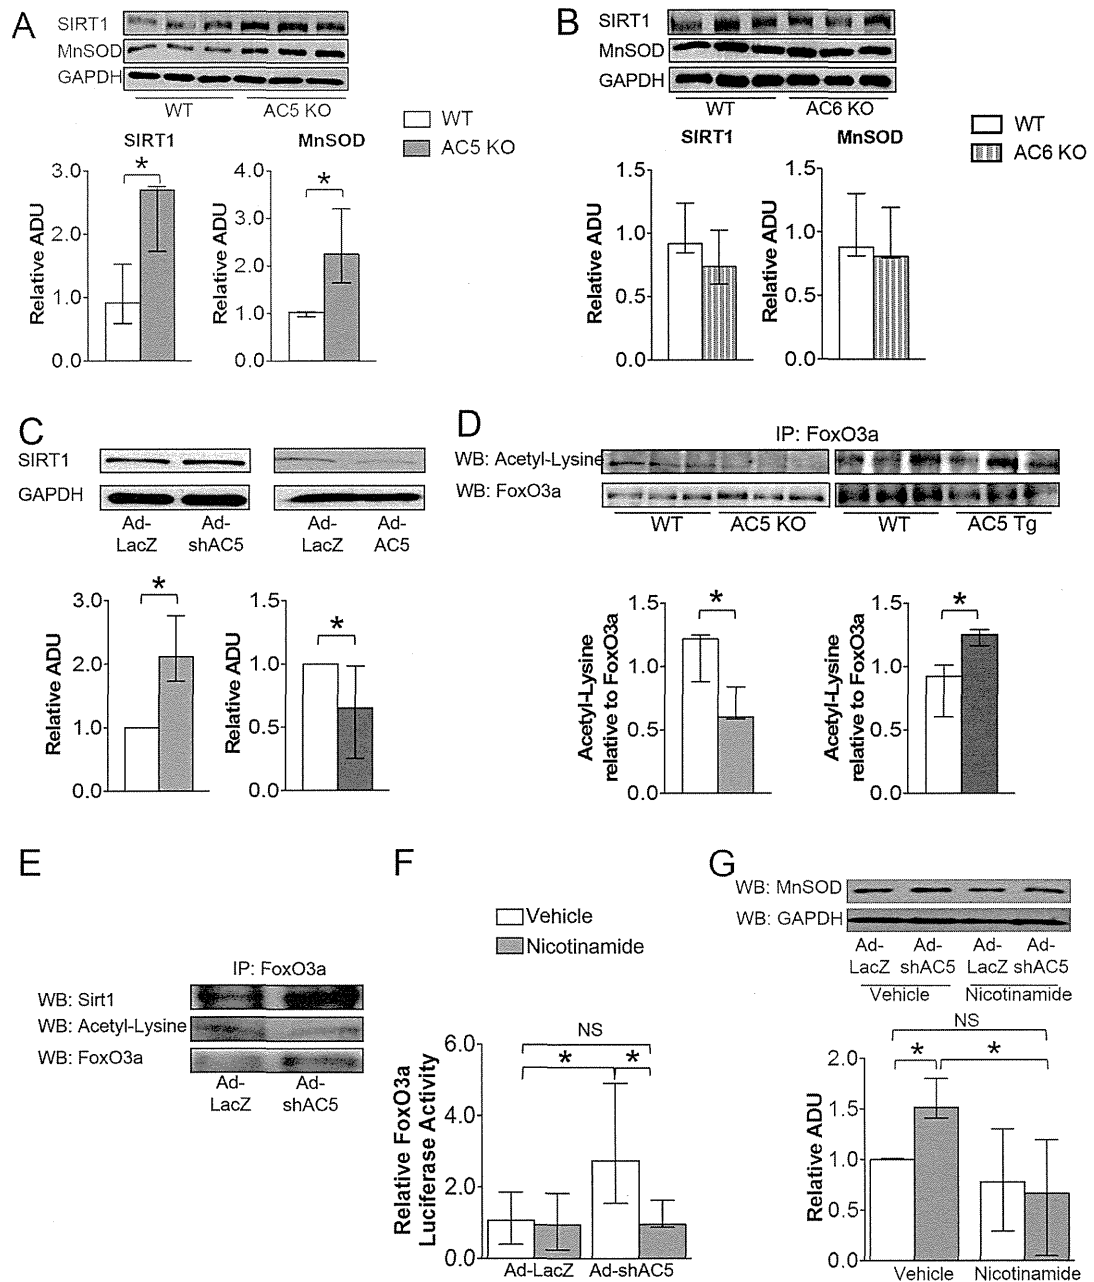 A
SIRT1
MnSOD
GAPDH
WT AC5 KO
WT
AC5 KO
SIRT1 MnSOD
* *
Relative ADU
3.0
2.0
1.0
0.0
Relative ADU
4.0
3.0
2.0
1.0
0.0
B
SIRT1
MnSOD
GAPDH
WT AC6 KO
WT
AC6 KO
SIRT1 MnSOD
Relative ADU
1.5
1.0
0.5
0.0
Relative ADU
1.5
1.0
0.5
0.0
C
SIRT1
GAPDH
Ad-LacZ
Ad-shAC5
Ad-LacZ
Ad-AC5
* *
Relative ADU
3.0
2.0
1.0
0.0
Relative ADU
1.5
1.0
0.5
0.0
D
IP: FoxO3a
WB: Acetyl-Lysine
WB: FoxO3a
WT AC5 KO WT AC5 Tg
* *
Acetyl-Lysine
relative to FoxO3a
1.5
1.0
0.5
0.0
Acetyl-Lysine
relative to FoxO3a
1.5
1.0
0.5
0.0
E
IP: FoxO3a
WB: Sirt1
WB: Acetyl-Lysine
WB: FoxO3a
Ad- Ad-
LacZ shAC5
F
Vehicle
Nicotinamide
NS
* *
Relative FoxO3a
Luciferase Activity
6.0
4.0
2.0
0.0
Ad-LacZ Ad-shAC5
G
WB: MnSOD
WB: GAPDH
Ad- Ad- Ad- Ad-
LacZ shAC5 LacZ shAC5
Vehicle Nicotinamide
NS
* *
Relative ADU
2.0
1.5
1.0
0.5
0.0
Vehicle Nicotinamide